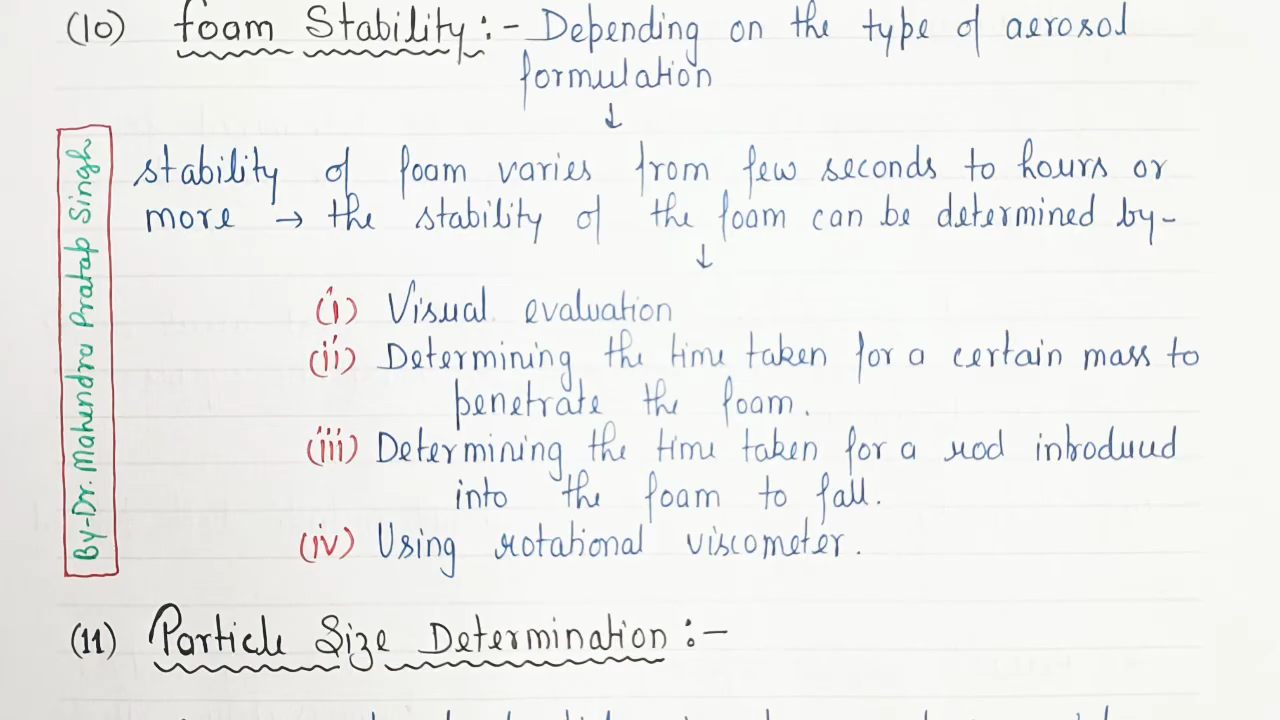 (10) foam Stability :- Depending on the type of aerosol
formulation
↓
stability of foam varies from few seconds to hours or
more → the stability of the foam can be determined by-
↓
(i) Visual evaluation
(ii) Determining the time taken for a certain mass to
penetrate the foam.
(iii) Determining the time taken for a rod introduced
into the foam to fall.
(iv) Using rotational viscometer.
By-Dr. Mahendra Pratap Singh
(11) Particle Size Determination :-